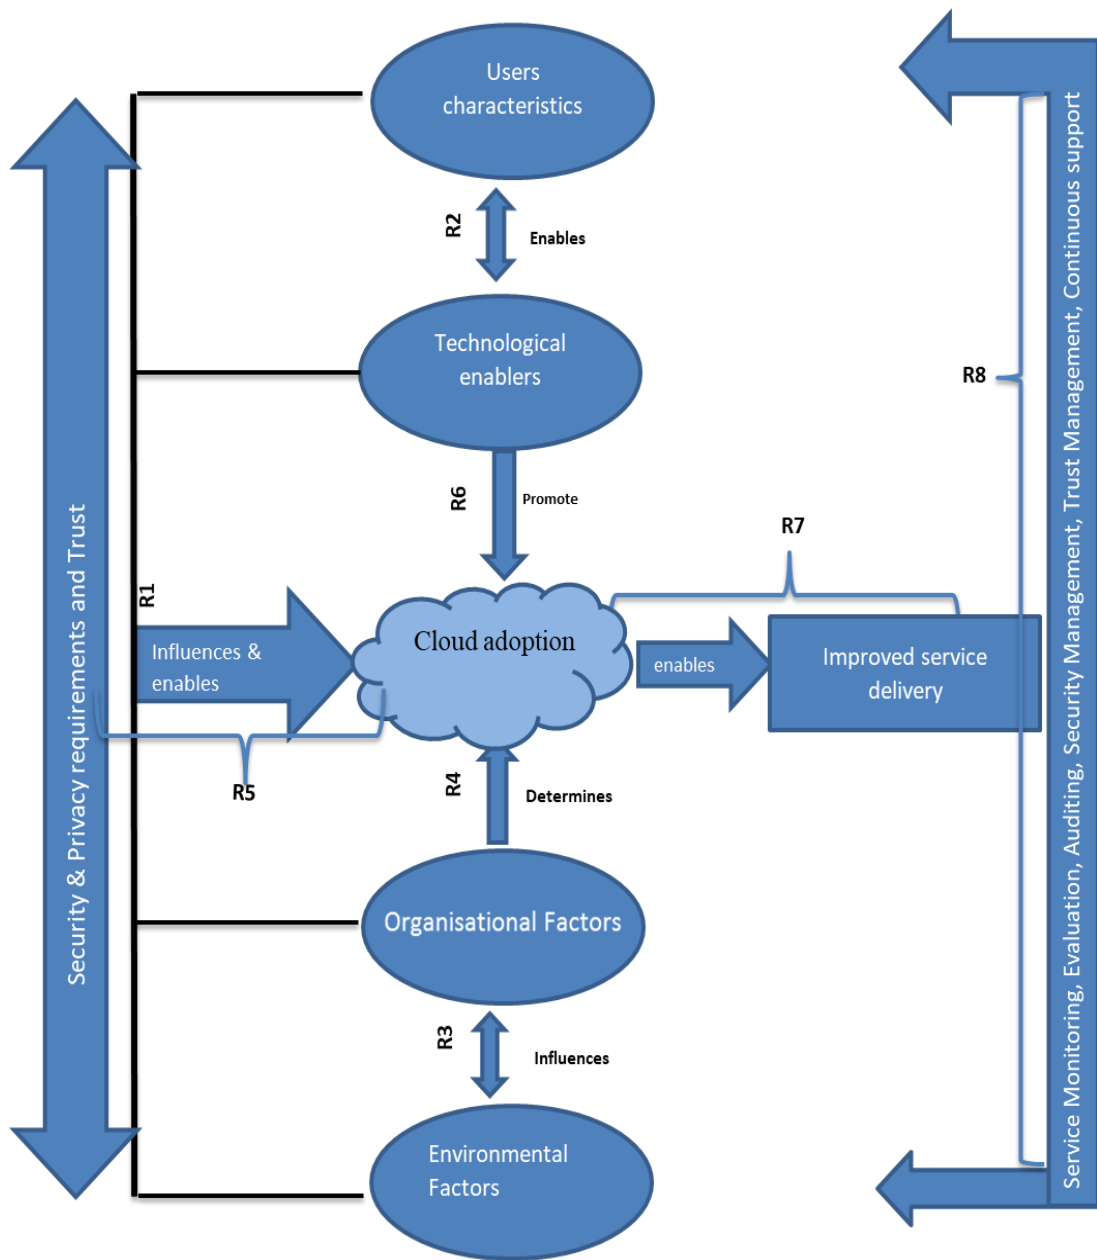 Users
characteristics
R2
Enables
Technological
enablers
R6
Promote
R8
R7
R1
Influences &
enables
Cloud adoption
enables
Improved service
delivery
R5
R4
Determines
Organisational Factors
R3
Influences
Environmental
Factors
Security & Privacy requirements and Trust
Service Monitoring, Evaluation, Auditing, Security Management, Trust Management, Continuous support